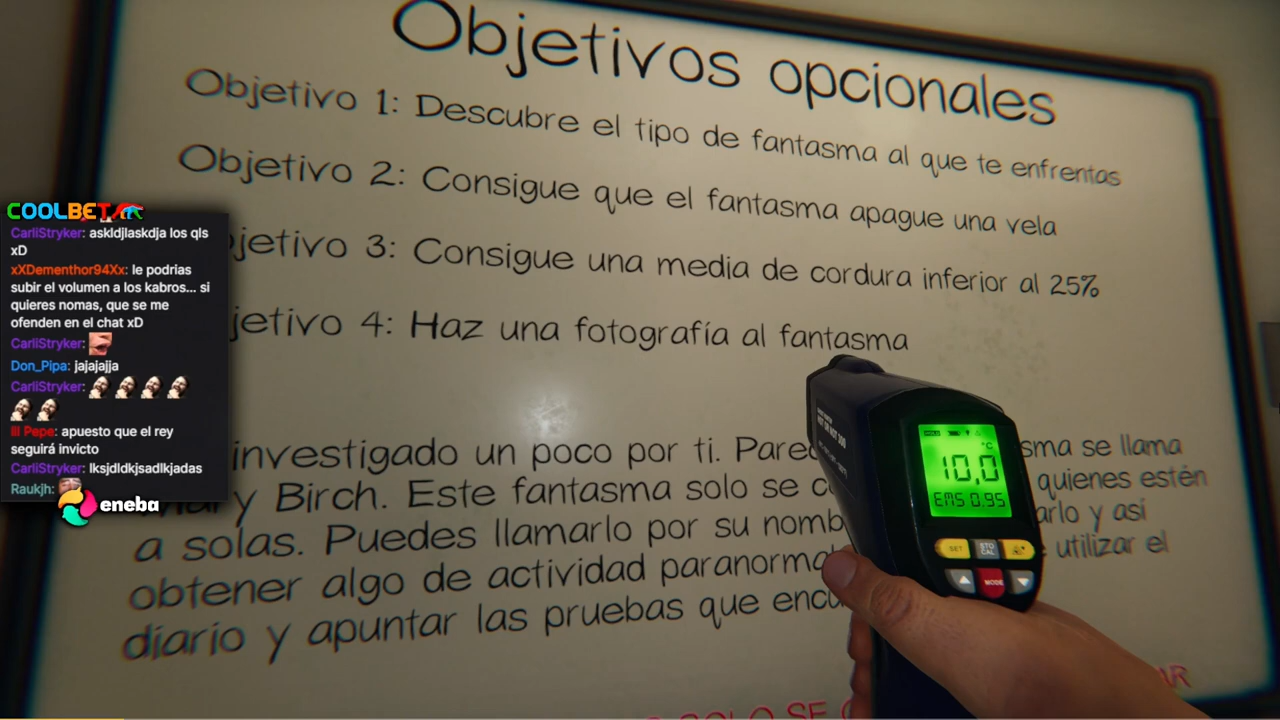 Objetivos opcionales
Objetivo 1: Descubre el tipo de fantasma al que te enfrentas
Objetivo 2: Consigue que el fantasma apague una vela
jetivo 3: Consigue una media de cordura inferior al 25%
jetivo 4: Haz una fotografía al fantasma
investigado un poco por ti. Pare sma se llama
y Birch. Este fantasma solo se c quienes estén
a solas. Puedes llamarlo por su nomb arlo y así
obtener algo de actividad paranorma utilizar el
diario y apuntar las pruebas que enc
SOLO SE
COOLBET
CarliStryker: askldjlaskdja los qls
xD
xXDementhor94Xx: le podrias
subir el volumen a los kabros... si
quieres nomas, que se me
ofenden en el chat xD
CarliStryker:
Don_Pipa: jajajajja
CarliStryker:
lll Pepe: apuesto que el rey
seguirá invicto
CarliStryker: lksjdldkjsadlkjadas
Raukjh:
eneba
°C
10,0
EMS 0.95
SET
STO
CAL
MODE